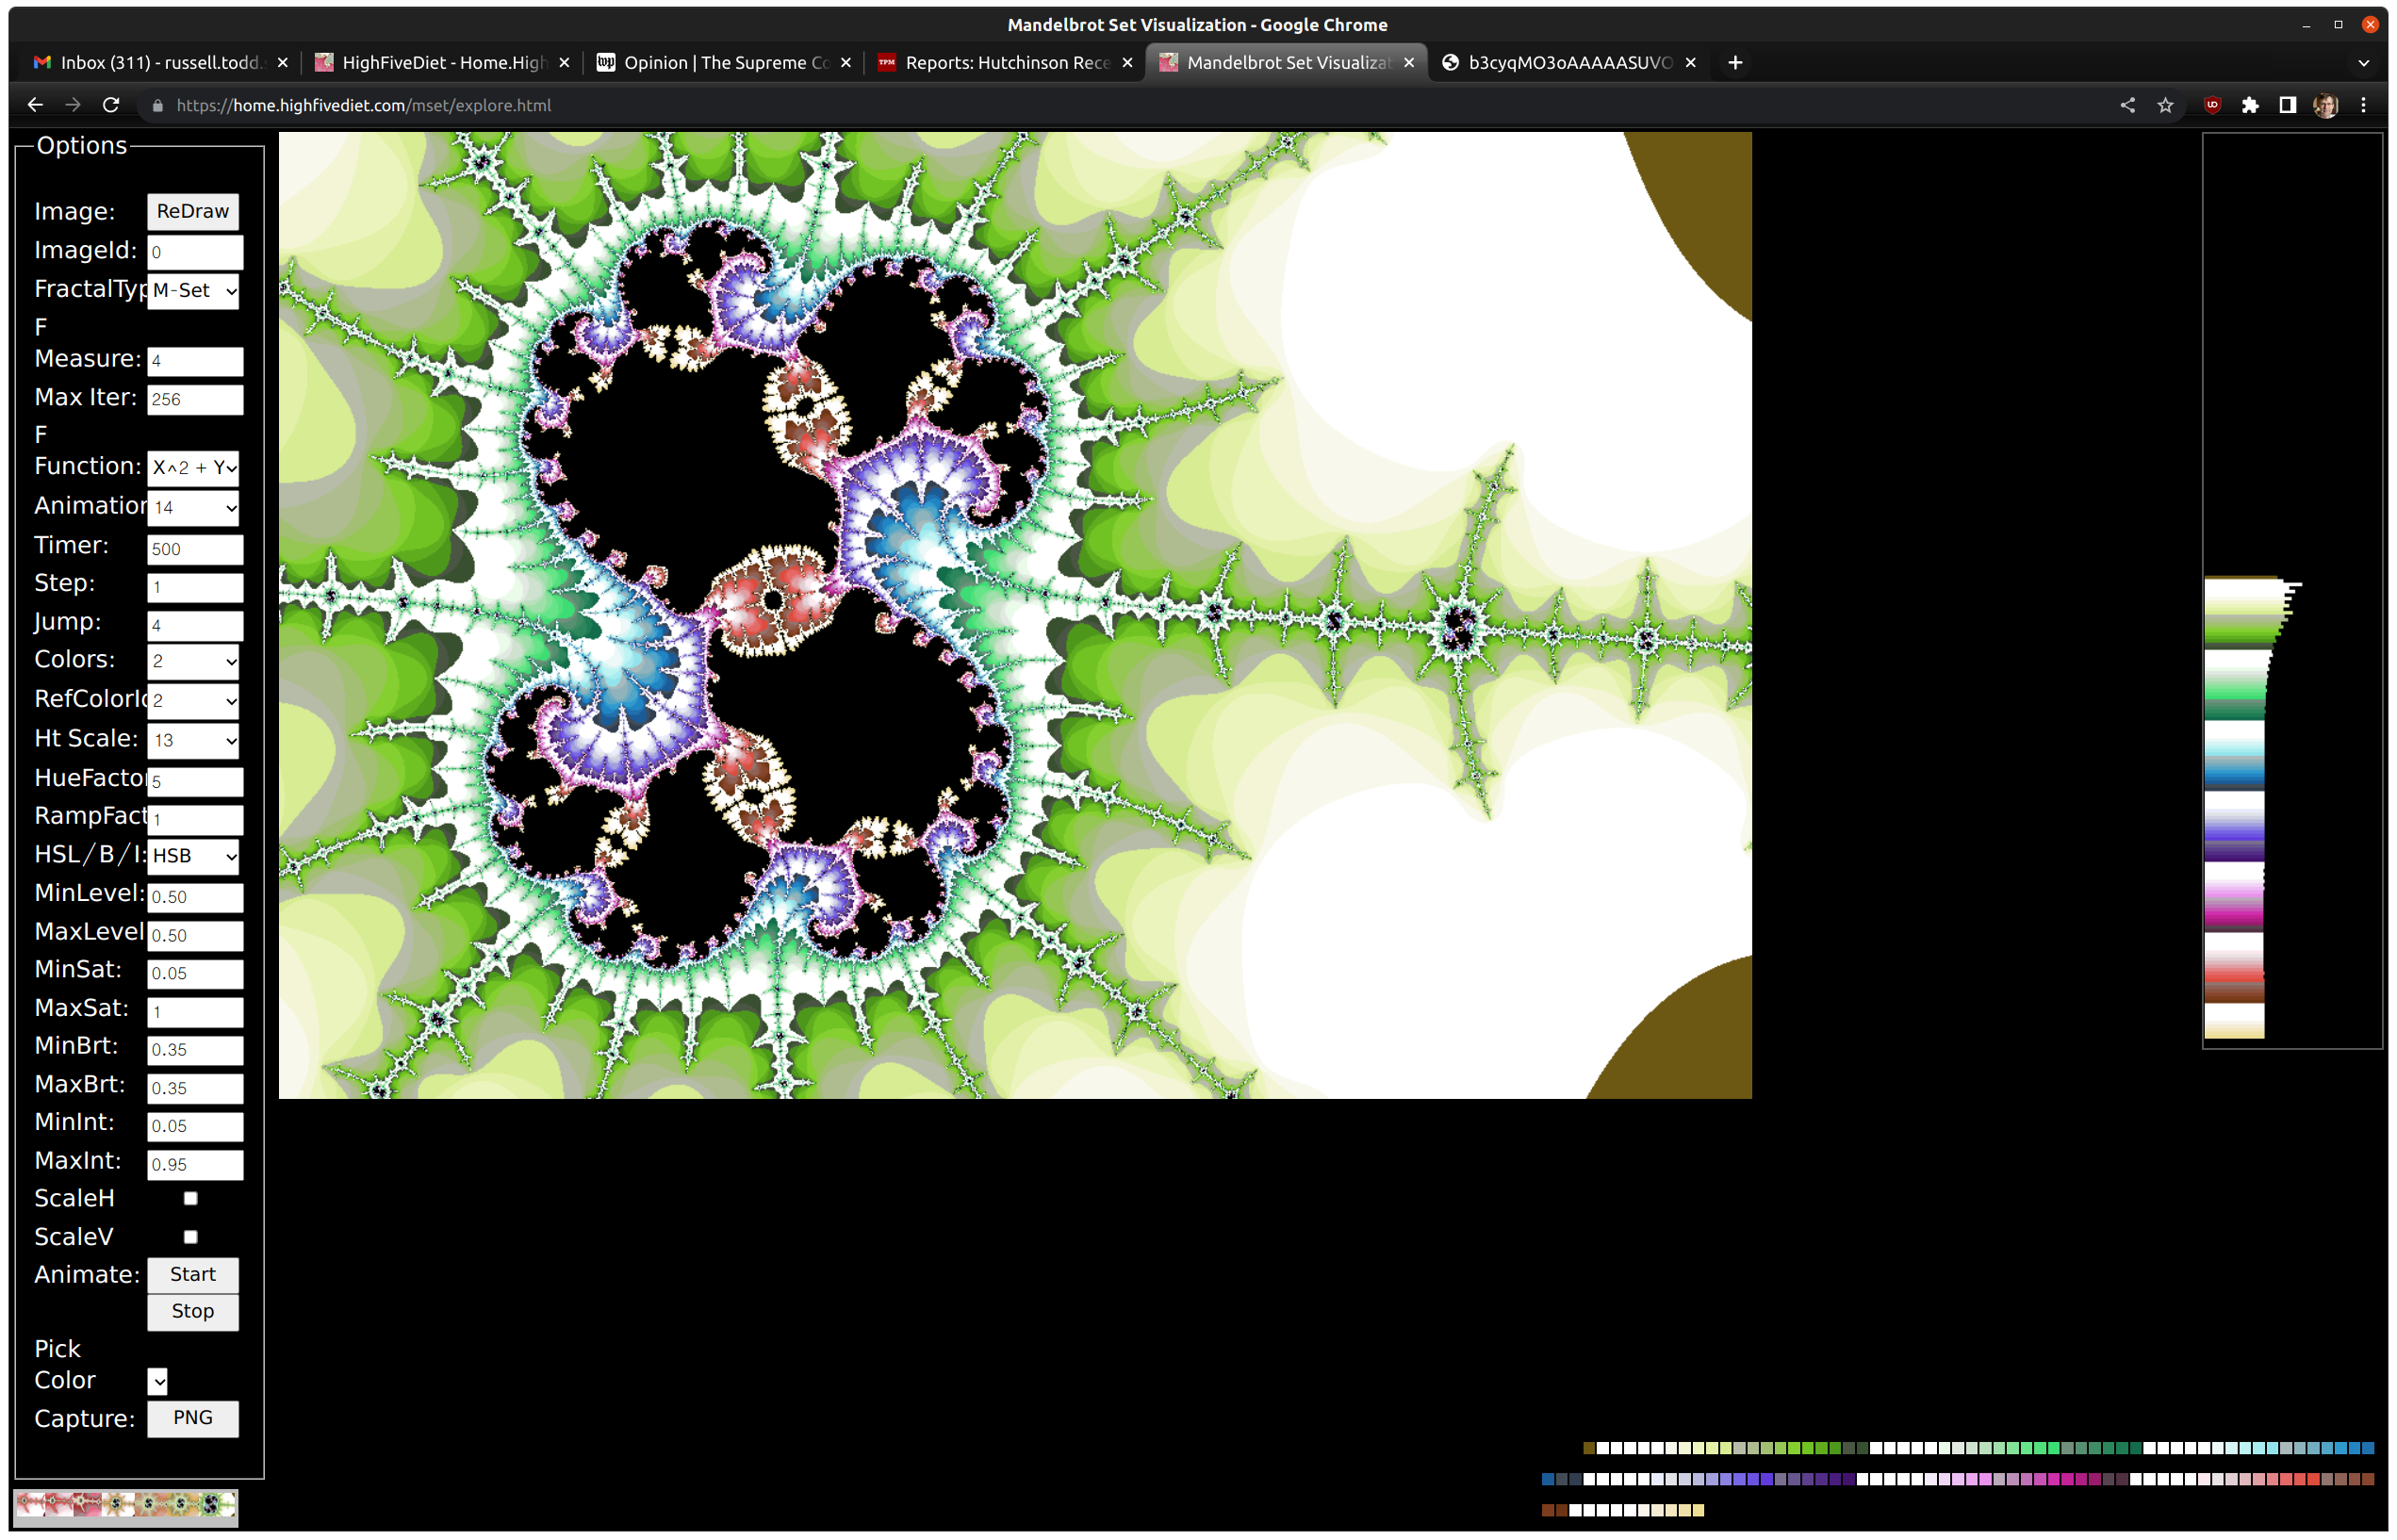 Mandelbrot Set Visualization - Google Chrome
Inbox (311) - russell.todd. HighFiveDiet - Home.High Opinion | The Supreme Co TPM Reports: Hutchinson Rece Mandelbrot Set Visualizat b3cyqMO3oAAAAASUVO
https://home.highfivediet.com/mset/explore.html
Options
Image: ReDraw
ImageId: 0
FractalTyp M-Set
F
Measure: 4
Max Iter: 256
F
Function: X^2 + Y
Animation 14
Timer: 500
Step: 1
Jump: 4
Colors: 2
RefColorId 2
Ht Scale: 13
HueFactor 5
RampFact 1
HSL/B/I: HSB
MinLevel: 0.50
MaxLevel 0.50
MinSat: 0.05
MaxSat: 1
MinBrt: 0.35
MaxBrt: 0.35
MinInt: 0.05
MaxInt: 0.95
ScaleH
ScaleV
Animate: Start
Stop
Pick
Color
Capture: PNG